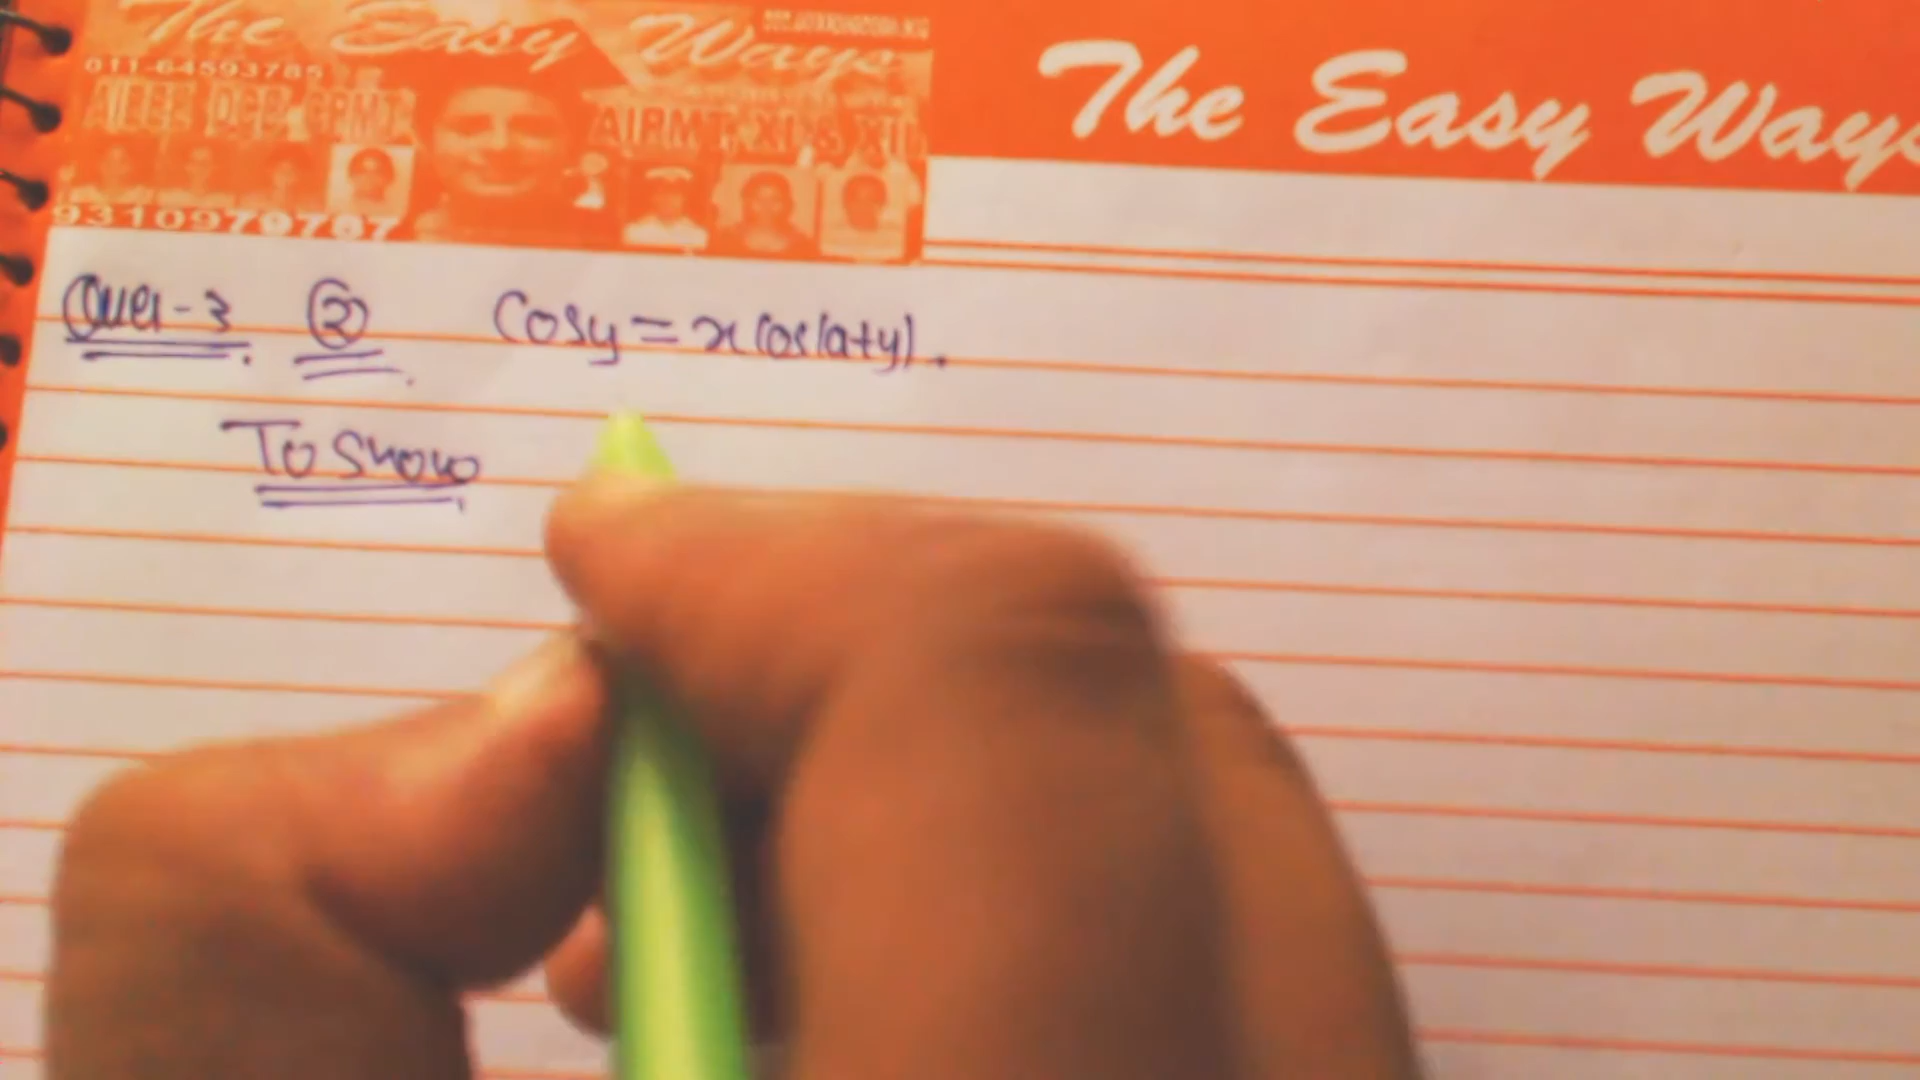 The Easy Ways
The Easy Ways
011-64593785
AIEEE DCE CPMT
AIPMT, XI & XII
9310979787
Ques-3 ② Cosy = x Cos(a+y).
To Show